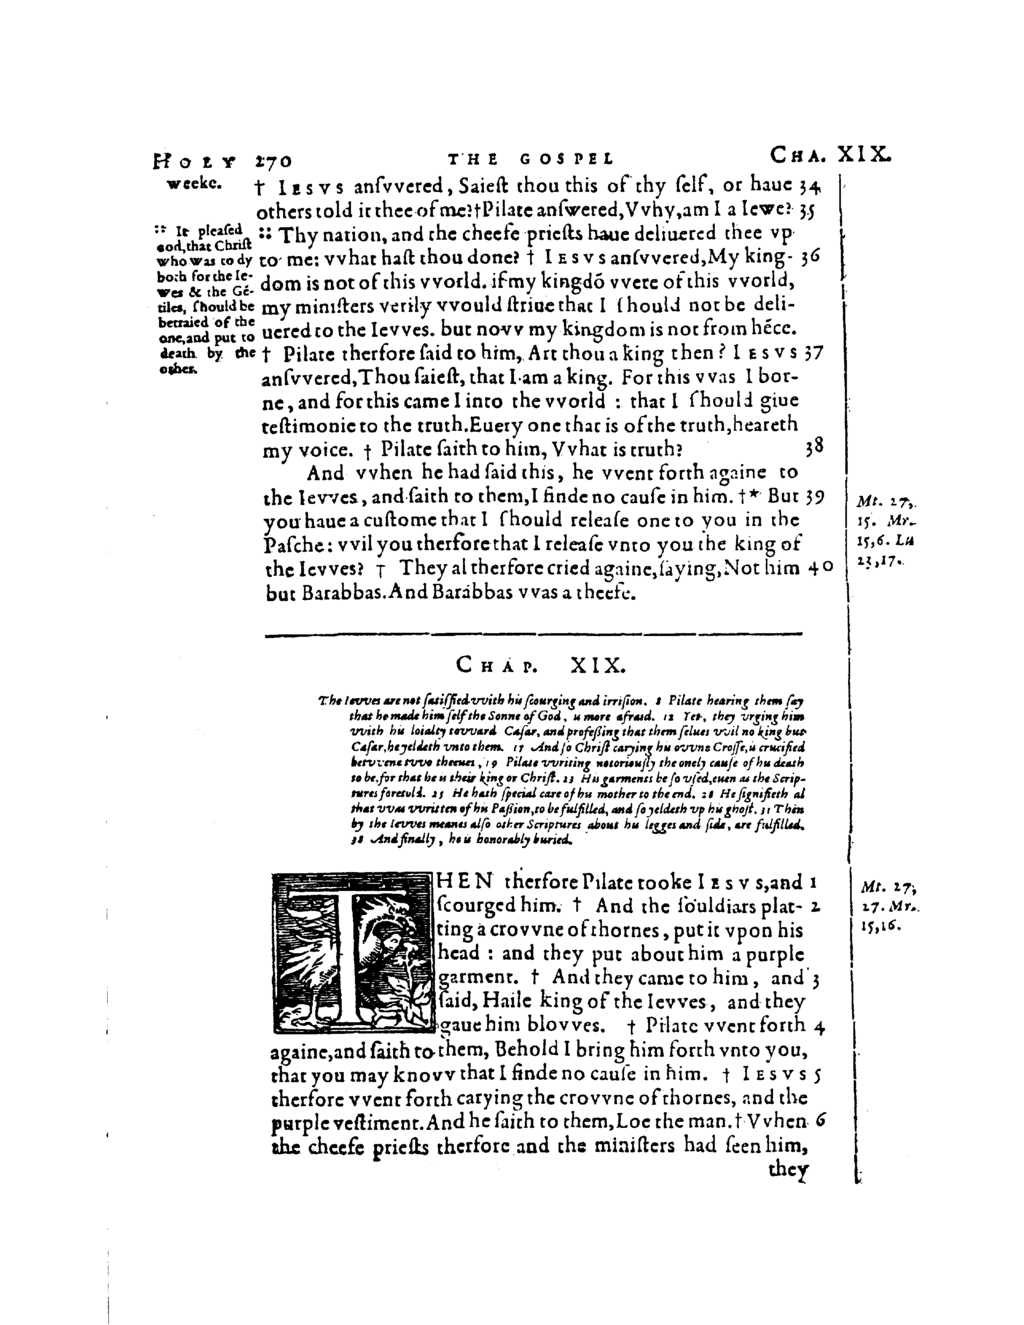 HOLY 270 THE GOSPEL CHA. XIX.
weeke.
† IESVS anſvvered, Saieſt thou this of thy ſelf, or haue 34
others told it thee of me? †Pilate anſwered, Vvhy, am I a Iewe? 35
:: Thy nation, and the cheefe prieſts haue deliuered thee vp
to me: vvhat haſt thou done? † IESVS anſvvered, My king- 36
dom is not of this vvorld. if my kingdõ vvere of this vvorld,
my miniſters verily vvould ſtriue that I ſhould not be deli-
uered to the Ievves. but novv my kingdom is not from hẽce.
† Pilate therfore ſaid to him, Art thou a king then? IESVS 37
anſvvered, Thou ſaieſt, that I am a king. For this vvas I bor-
ne, and for this came I into the vvorld : that I ſhould giue
teſtimonie to the truth. Euery one that is of the truth, heareth
my voice. † Pilate ſaith to him, Vvhat is truth? 38
And vvhen he had ſaid this, he vvent forth againe to
the Ievves, and ſaith to them, I finde no cauſe in him. †* But 39
you haue a cuſtome that I ſhould releaſe one to you in the
Paſche: vvil you therfore that I releaſe vnto you the king of
the Ievves? † They al therfore cried againe, ſaying, Not him 40
but Barabbas. And Barabbas vvas a theefe.
:: It pleaſed
God, that Chriſt
who was to dy
both for the Ie-
wes & the Gẽ-
tiles, ſhould be
betraied of the
one, and put to
death by the
other.
Mt. 27,
15. Mr.
15,6. Lu
23,17.
CHAP. XIX.
The Ievves are not ſatiſfied vvith his ſcourging and irriſion. 8 Pilate hearing them ſay
that he made him ſelf the Sonne of God, is more afraid. 12 Yet, they vrging him
vvith his loialty tovvard Cæſar, and profeſſing that them ſelues vvil no king but
Cæſar, he yeldeth vnto them. 17 And ſo Chriſt carying his ovvne Croſſe, is crucified
betvvene tvvo theeues, 19 Pilate vvriting notoriouſly the onely cauſe of his death
to be, for that he is their king or Chriſt. 23 His garments be ſo vſed, euen as the Scrip-
tures foretold. 25 He hath ſpecial care of his mother to the end. 28 He ſignifieth al
that vvas vvritten of his Paſſion, to be fulfilled, and ſo yeldeth vp his ghoſt. 31 Then
by the Ievves meanes alſo other Scriptures about his legges and ſide, are fulfilled.
38 And finally, he is honorably buried.
THEN therfore Pilate tooke IESVS, and 1
ſcourged him. † And the ſouldiars plat- 2
ting a crovvne of thornes, put it vpon his
head : and they put about him a purple
garment. † And they came to him, and 3
ſaid, Haile king of the Ievves, and they
gaue him blovves. † Pilate vvent forth 4
againe, and ſaith to them, Behold I bring him forth vnto you,
that you may knovv that I finde no cauſe in him. † IESVS 5
therfore vvent forth carying the crovvne of thornes, and the
purple veſtiment. And he ſaith to them, Loe the man. † Vvhen 6
the cheefe prieſts therfore and the miniſters had ſeen him,
they
Mt. 27,
27. Mr.
15,16.